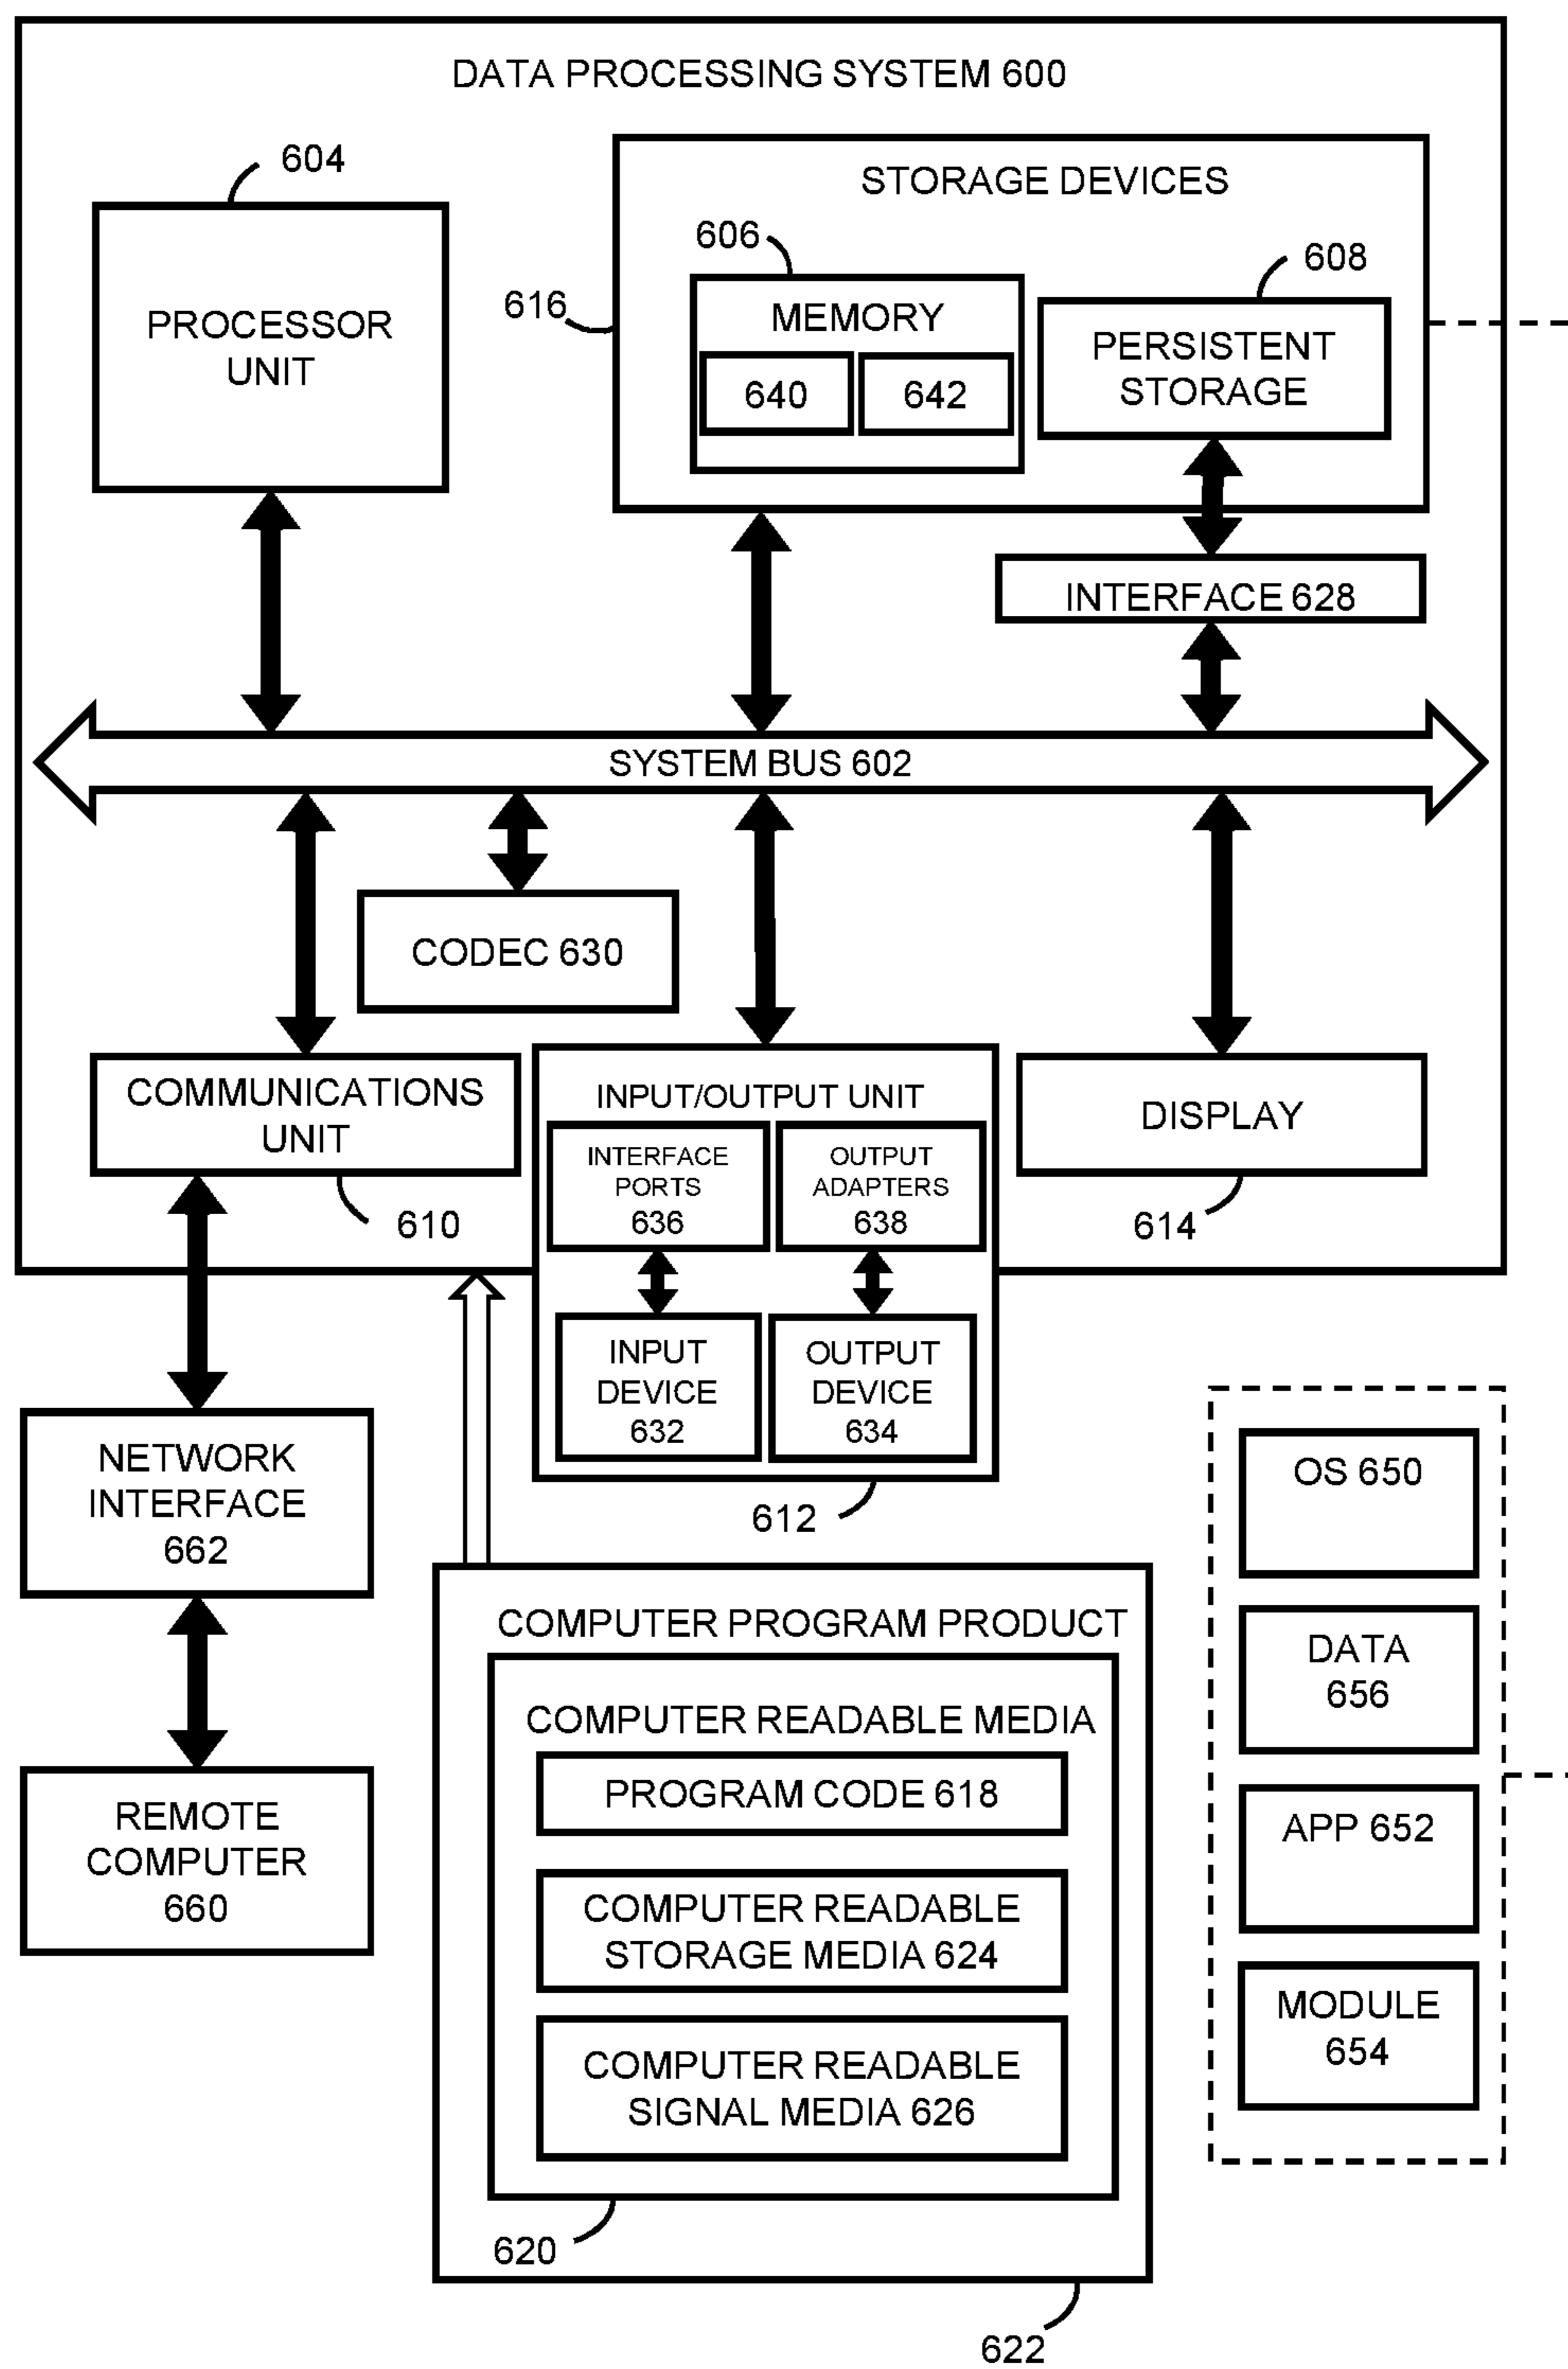 DATA PROCESSING SYSTEM 600
604
STORAGE DEVICES
606
608
616
PROCESSOR
UNIT
MEMORY
640
642
PERSISTENT
STORAGE
INTERFACE 628
SYSTEM BUS 602
CODEC 630
COMMUNICATIONS
UNIT
610
INPUT/OUTPUT UNIT
INTERFACE
PORTS
636
OUTPUT
ADAPTERS
638
INPUT
DEVICE
632
OUTPUT
DEVICE
634
612
DISPLAY
614
NETWORK
INTERFACE
662
REMOTE
COMPUTER
660
COMPUTER PROGRAM PRODUCT
COMPUTER READABLE MEDIA
PROGRAM CODE 618
COMPUTER READABLE
STORAGE MEDIA 624
COMPUTER READABLE
SIGNAL MEDIA 626
620
622
OS 650
DATA
656
APP 652
MODULE
654